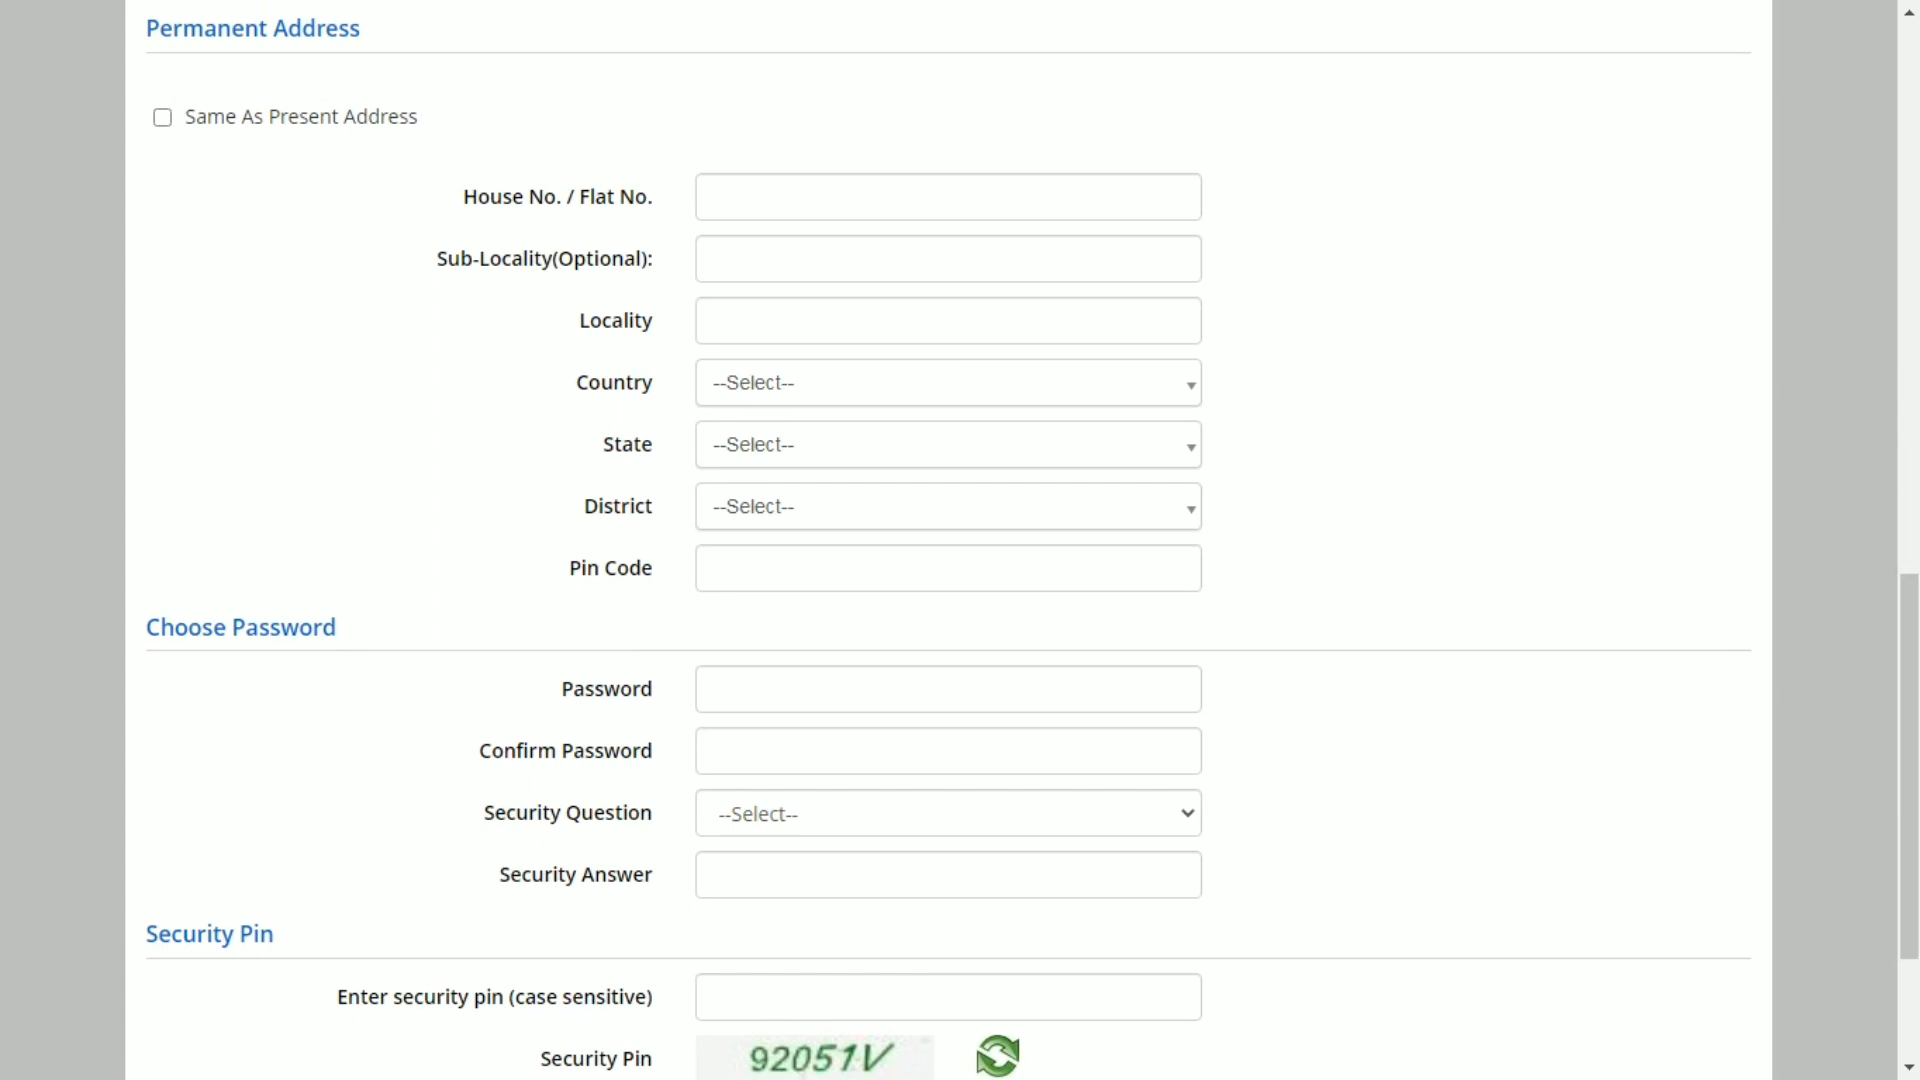 Permanent Address
Same As Present Address
House No. / Flat No.
Sub-Locality(Optional):
Locality
Country --Select--
State --Select--
District --Select--
Pin Code
Choose Password
Password
Confirm Password
Security Question --Select--
Security Answer
Security Pin
Enter security pin (case sensitive)
Security Pin 92051V